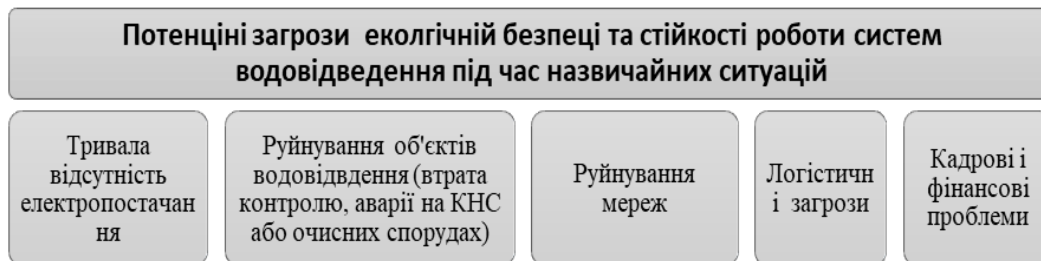 Потенціні загрози еколгічній безпеці та стійкості роботи систем
водовідведення під час назвичайних ситуацій
Тривала
відсутність
електропостачан
ня
Руйнування об'єктів
водовідвдення (втрата
контролю, аварії на КНС
або очисних спорудах)
Руйнування
мереж
Логістичн
і загрози
Кадрові і
фінансові
проблеми